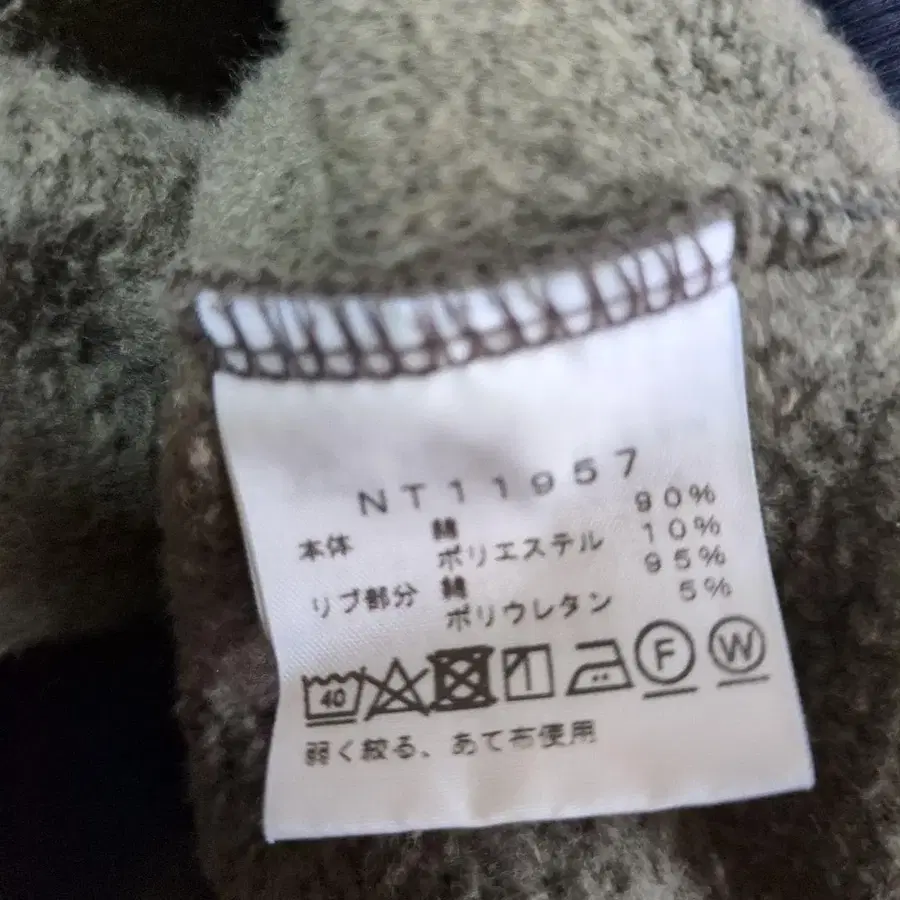 NT11957
本体 綿 90%
ポリエステル 10%
リブ部分 綿 95%
ポリウレタン 5%
40 F W
弱く絞る、あて布使用